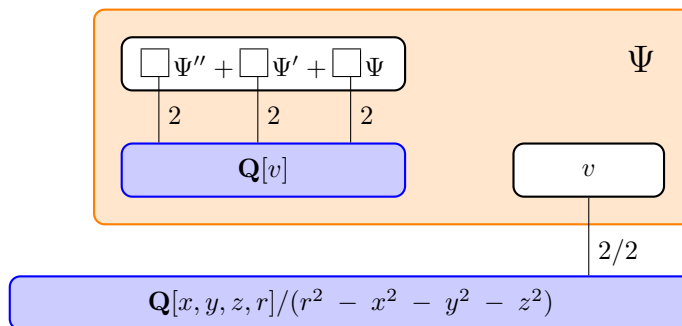 □Ψ'' + □Ψ' + □Ψ
Ψ
2 2 2
Q[v]
v
2/2
Q[x, y, z, r]/(r² − x² − y² − z²)